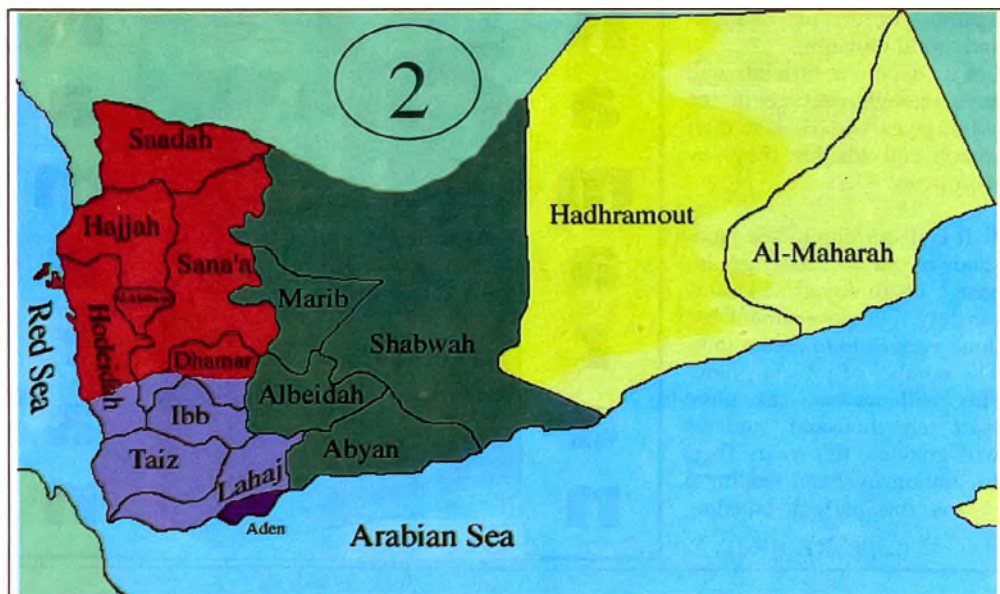 2
Saadah
Hajjah
Sana'a
Hadhramout
Al-Maharah
Marib
Red Sea
Hodeidah
Shabwah
Dhamar
Albeidah
Ibb
Abyan
Taiz
Lahaj
Aden
Arabian Sea